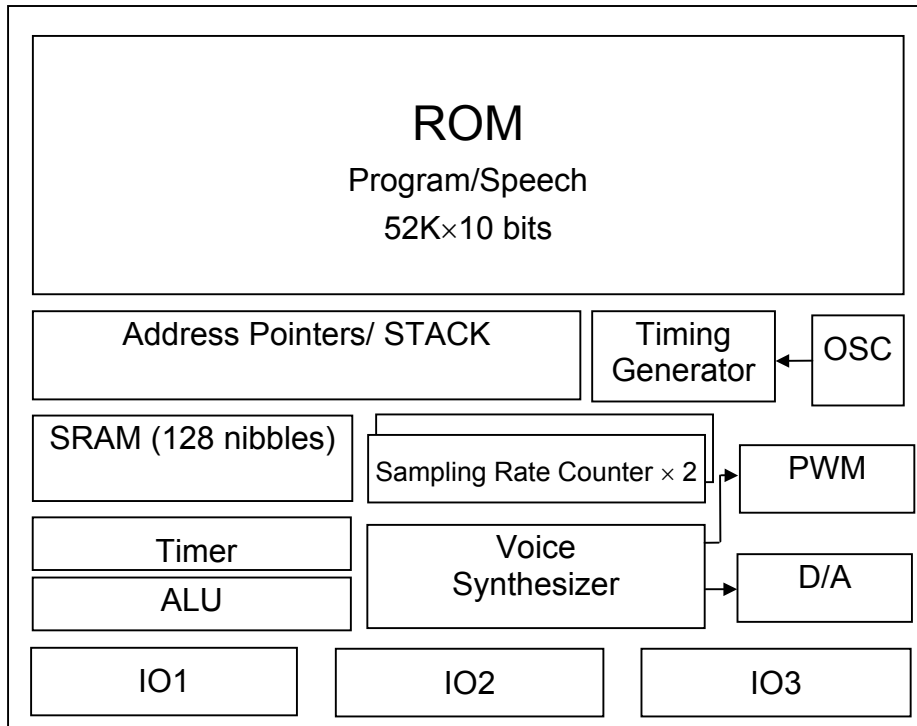 ROM
Program/Speech
52K×10 bits
Address Pointers/ STACK
Timing
Generator
OSC
SRAM (128 nibbles)
Sampling Rate Counter × 2
PWM
Timer
Voice
Synthesizer
D/A
ALU
IO1
IO2
IO3